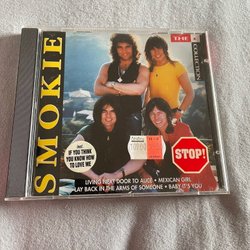 SMOKIE
THE
COLLECTION
incl.
IF YOU THINK
YOU KNOW HOW
TO LOVE ME
STOP!
LIVING NEXT DOOR TO ALICE • MEXICAN GIRL
LAY BACK IN THE ARMS OF SOMEONE • BABY IT'S YOU